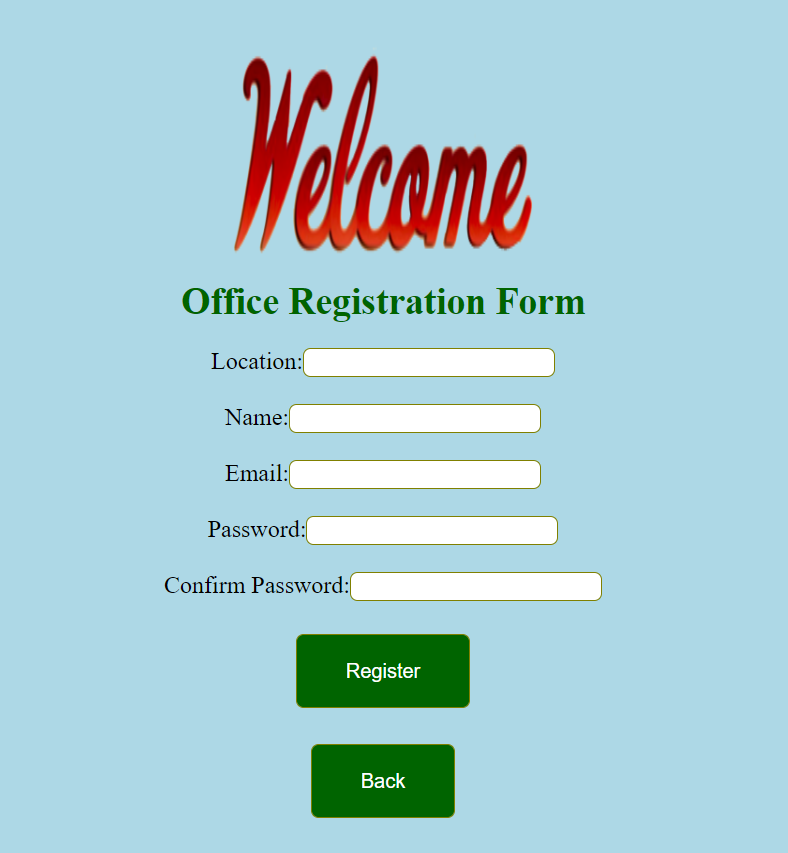 Welcome
Office Registration Form
Location:
Name:
Email:
Password:
Confirm Password:
Register
Back